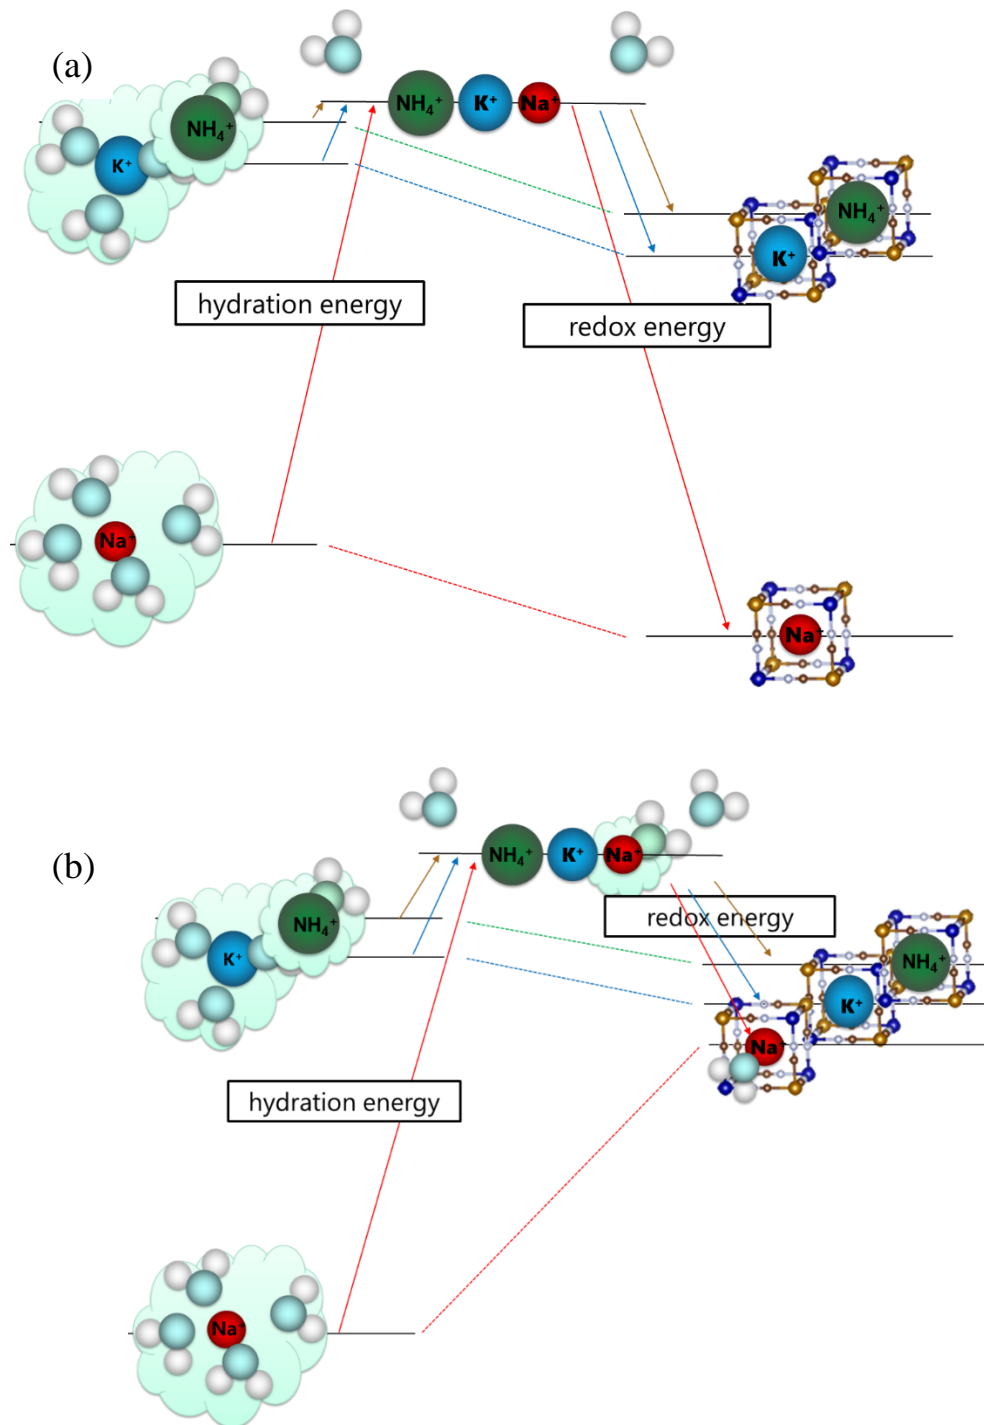 (a)
NH₄⁺
K⁺
NH₄⁺
K⁺
Na⁺
NH₄⁺
K⁺
hydration energy
redox energy
Na⁺
Na⁺
(b)
NH₄⁺
K⁺
Na⁺
NH₄⁺
K⁺
redox energy
NH₄⁺
K⁺
Na⁺
hydration energy
Na⁺